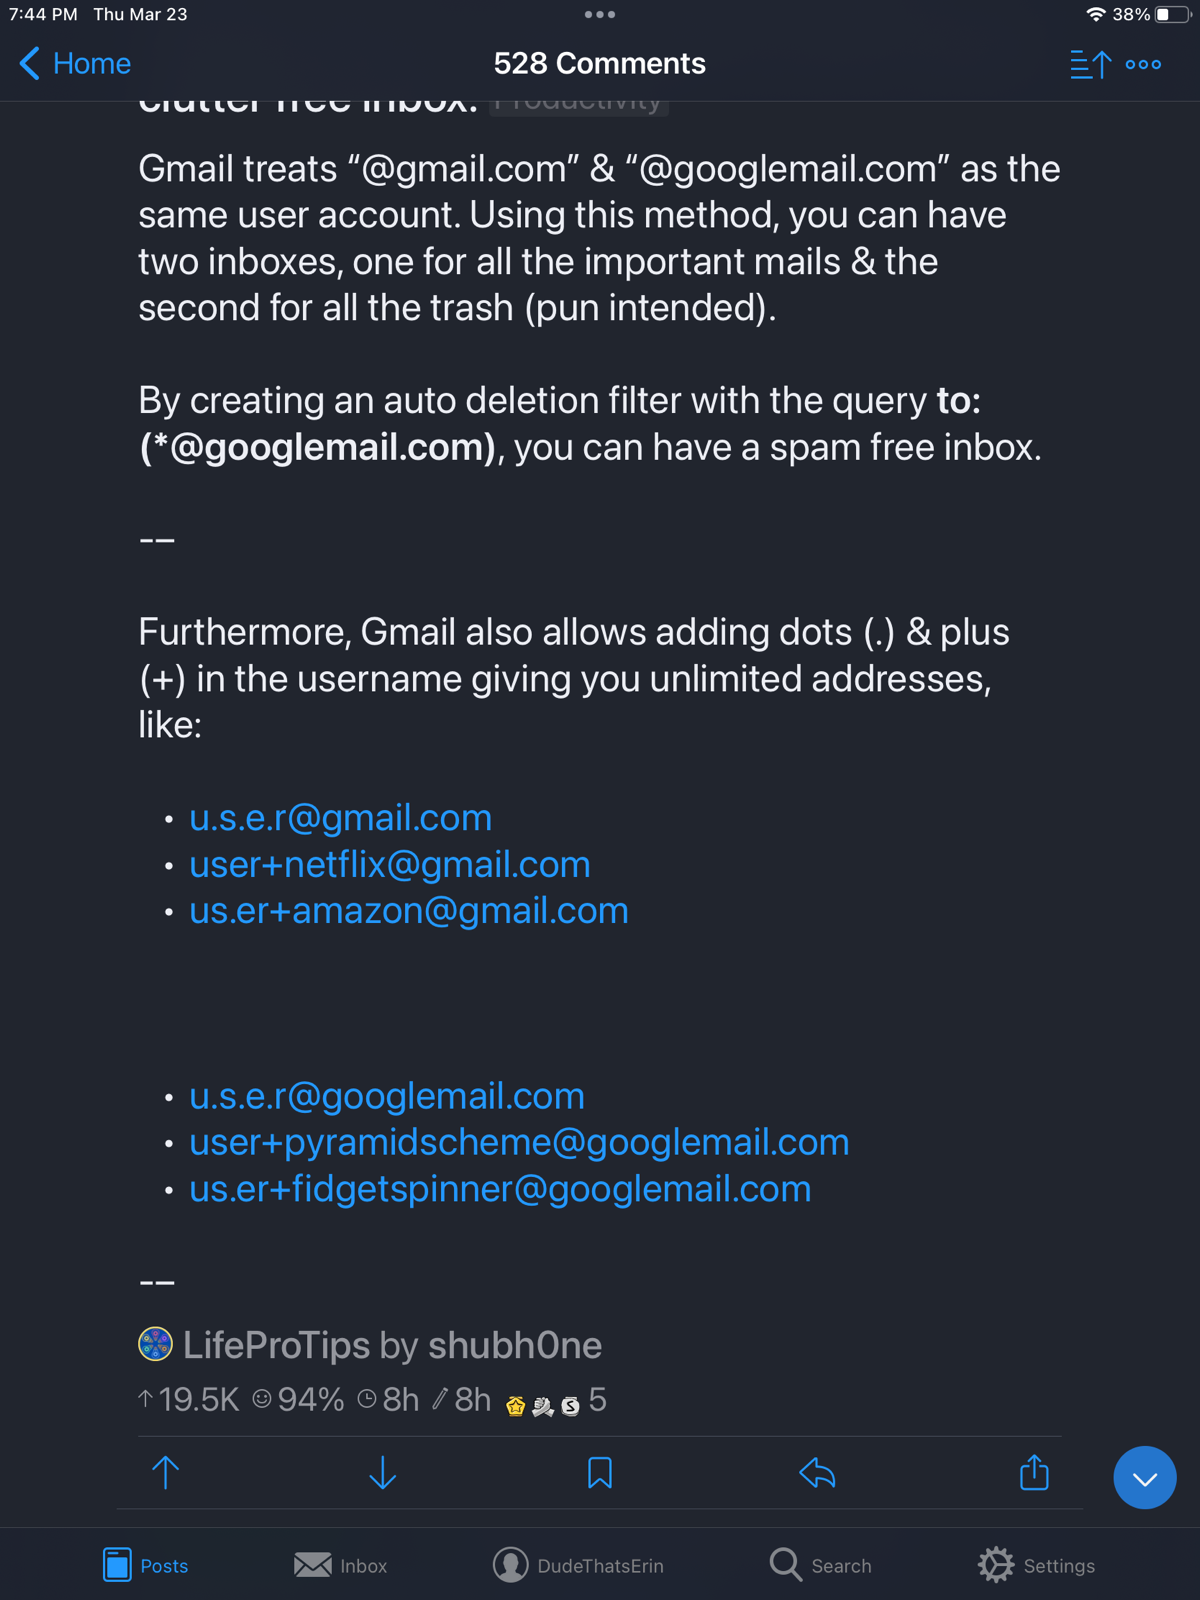 7:44 PM Thu Mar 23
38%
Home
528 Comments
clutter free inbox. Productivity
Gmail treats “@gmail.com” & “@googlemail.com” as the
same user account. Using this method, you can have
two inboxes, one for all the important mails & the
second for all the trash (pun intended).
By creating an auto deletion filter with the query to:
(*@googlemail.com), you can have a spam free inbox.
-–
Furthermore, Gmail also allows adding dots (.) & plus
(+) in the username giving you unlimited addresses,
like:
• u.s.e.r@gmail.com
• user+netflix@gmail.com
• us.er+amazon@gmail.com
• u.s.e.r@googlemail.com
• user+pyramidscheme@googlemail.com
• us.er+fidgetspinner@googlemail.com
-–
LifeProTips by shubh0ne
19.5K 94% 8h 8h 5
Posts
Inbox
DudeThatsErin
Search
Settings